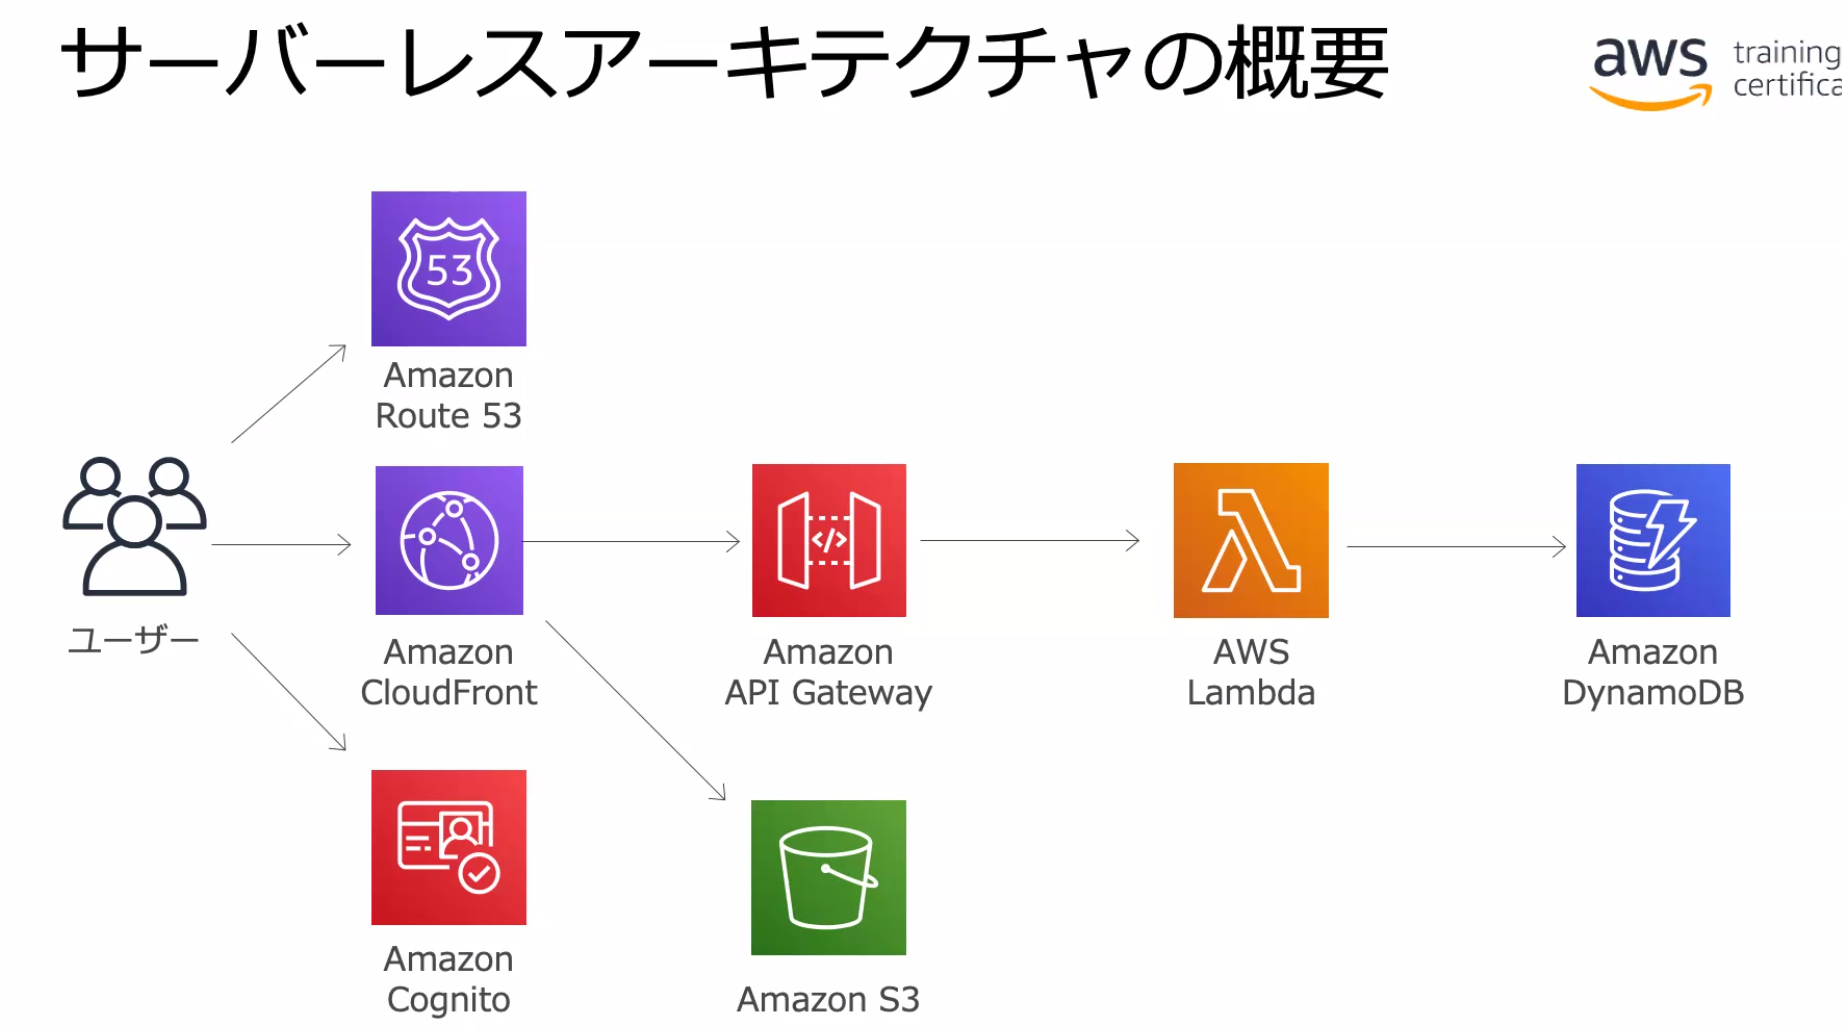 サーバーレスアーキテクチャの概要
aws training
certifica
53
Amazon
Route 53
ユーザー
Amazon
CloudFront
</>
Amazon
API Gateway
AWS
Lambda
Amazon
DynamoDB
Amazon
Cognito
Amazon S3